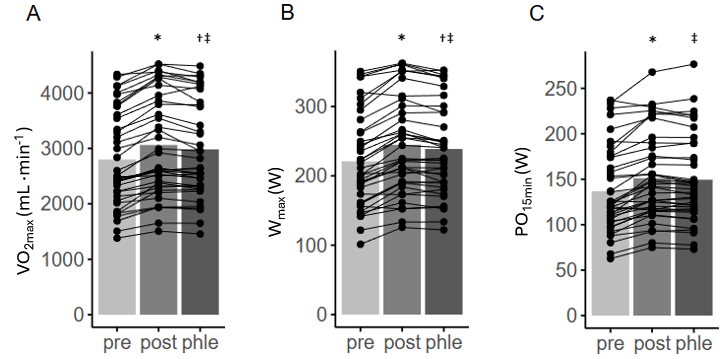 A
VO2max (mL·min-1)
* †‡
4000
3000
2000
1000
0
pre post phle
B
Wmax (W)
* †‡
300
200
100
0
pre post phle
C
PO15min (W)
* ‡
250
200
150
100
50
0
pre post phle